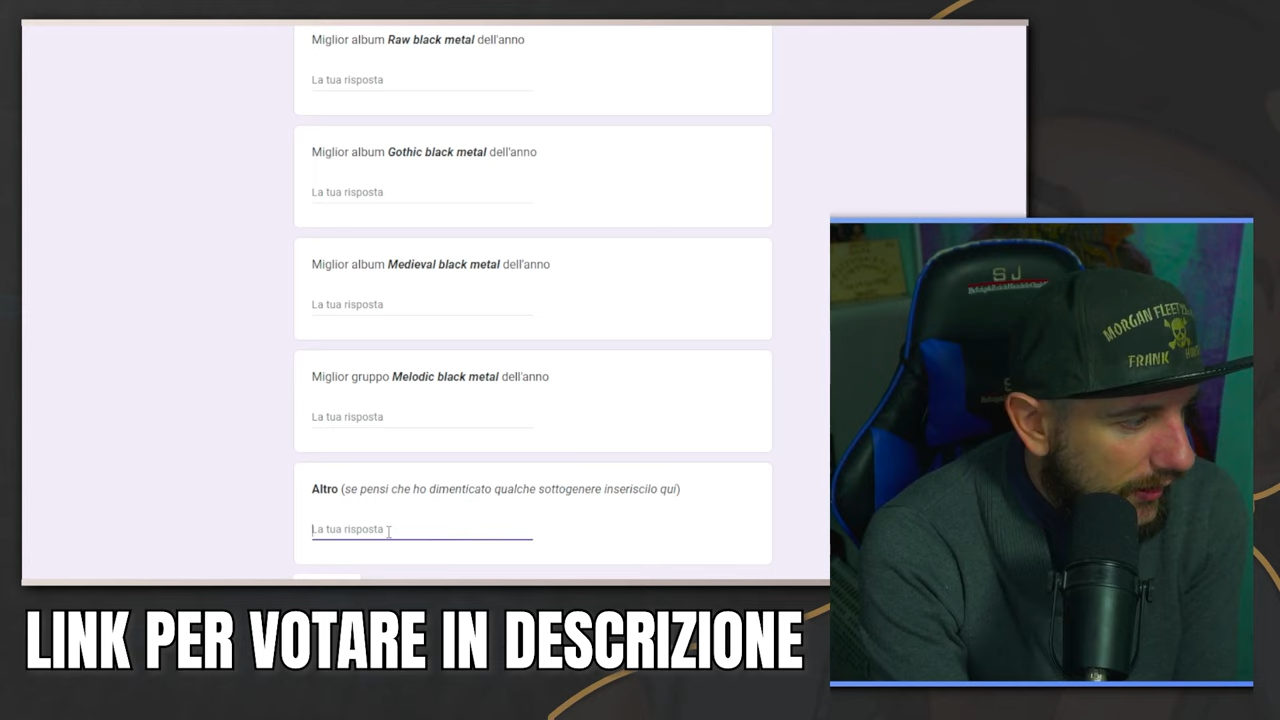 Miglior album Raw black metal dell'anno
La tua risposta
Miglior album Gothic black metal dell'anno
La tua risposta
Miglior album Medieval black metal dell'anno
La tua risposta
Miglior gruppo Melodic black metal dell'anno
La tua risposta
Altro (se pensi che ho dimenticato qualche sottogenere inseriscilo qui)
La tua risposta
SJ
MORGAN FLEET
FRANK
LINK PER VOTARE IN DESCRIZIONE